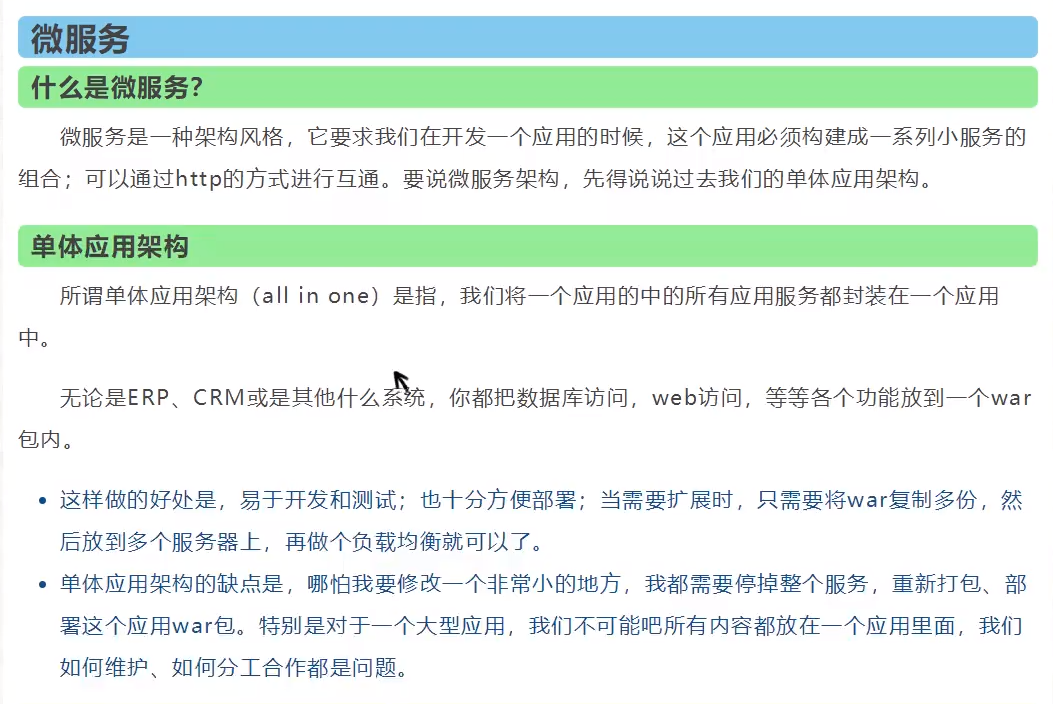 微服务
什么是微服务？
微服务是一种架构风格，它要求我们在开发一个应用的时候，这个应用必须构建成一系列小服务的
组合；可以通过http的方式进行互通。要说微服务架构，先得说说过去我们的单体应用架构。
单体应用架构
所谓单体应用架构（all in one）是指，我们将一个应用的中的所有应用服务都封装在一个应用
中。
无论是ERP、CRM或是其他什么系统，你都把数据库访问，web访问，等等各个功能放到一个war
包内。
• 这样做的好处是，易于开发和测试；也十分方便部署；当需要扩展时，只需要将war复制多份，然
后放到多个服务器上，再做个负载均衡就可以了。
• 单体应用架构的缺点是，哪怕我要修改一个非常小的地方，我都需要停掉整个服务，重新打包、部
署这个应用war包。特别是对于一个大型应用，我们不可能吧所有内容都放在一个应用里面，我们
如何维护、如何分工合作都是问题。